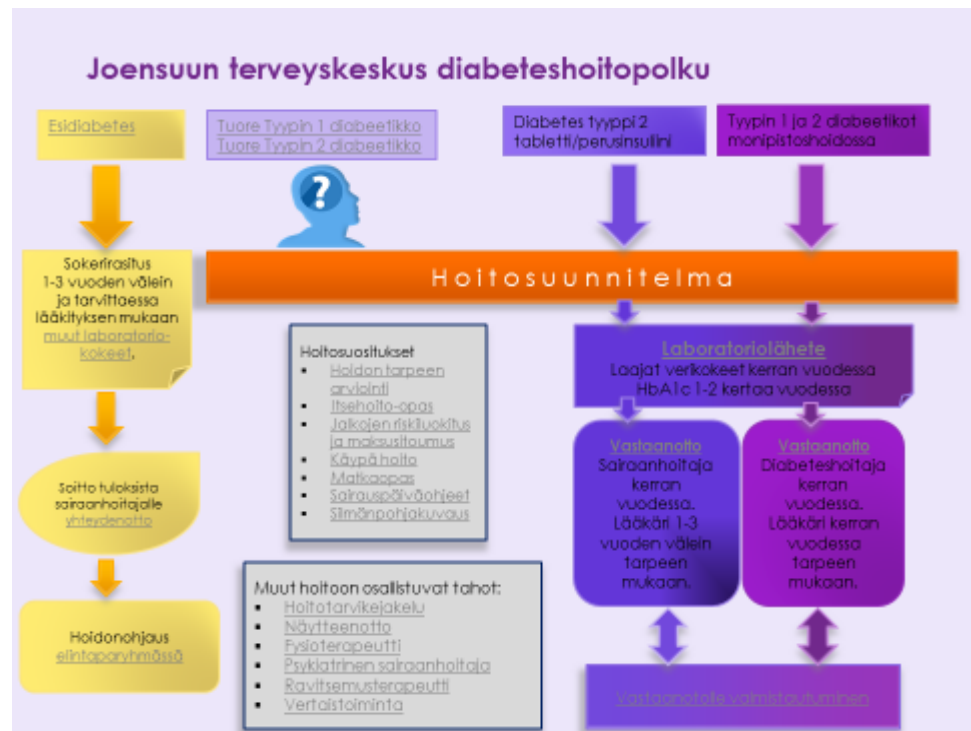 Joensuun terveyskeskus diabeteshoitopolku
Esidiabetes
Tuore Tyypin 1 diabeetikko
Tuore Tyypin 2 diabeetikko
Diabetes tyyppi 2
tabletti/perusinsuliini
Tyypin 1 ja 2 diabeetikot
monipistoshoidossa
?
Sokerirasitus
1-3 vuoden välein
ja tarvittaessa
lääkityksen mukaan
muut laboratorio-
kokeet.
Hoitosuunnitelma
Hoitosuositukset
▪ Hoidon tarpeen
arviointi
▪ Itsehoito-opas
▪ Jalkojen riskiluokitus
ja maksusitoumus
▪ Käypä hoito
▪ Matkaopas
▪ Sairauspäiväohjeet
▪ Silmänpohjakuvaus
Laboratoriolähete
Laajat verikokeet kerran vuodessa
HbA1c 1-2 kertaa vuodessa
Vastaanotto
Sairaanhoitaja
kerran
vuodessa.
Lääkäri 1-3
vuoden välein
tarpeen
mukaan.
Vastaanotto
Diabeteshoitaja
kerran
vuodessa.
Lääkäri kerran
vuodessa
tarpeen
mukaan.
Soitto tuloksista
sairaanhoitajalle
yhteydenotto
Hoidonohjaus
elintaparyhmässä
Muut hoitoon osallistuvat tahot:
▪ Hoitotarvikejakelu
▪ Näytteenotto
▪ Fysioterapeutti
▪ Psykiatrinen sairaanhoitaja
▪ Ravitsemusterapeutti
▪ Vertaistoiminta
Vastaanotolle valmistautuminen